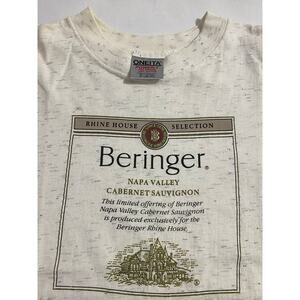 ONEITA
RHINE HOUSE B SELECTION
Beringer®
NAPA VALLEY
CABERNET SAUVIGNON
This limited offering of Beringer
Napa Valley Cabernet Sauvignon
is produced exclusively for the
Beringer Rhine House